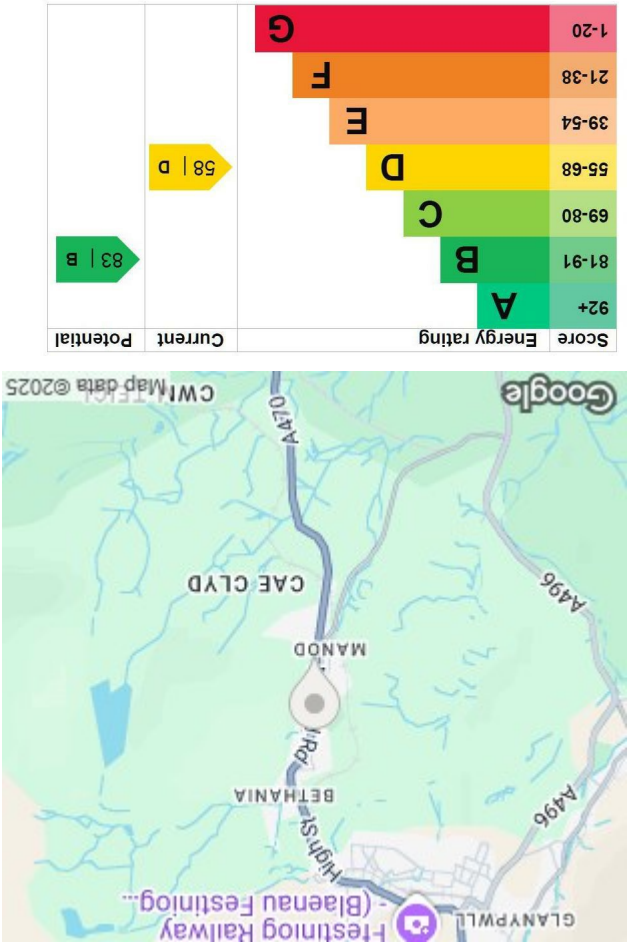 Ffestiniog Railway
- (Blaenau Ffestiniog...
GLANYPWLL
High St
A496
BETHANIA
Rd
MANOD
A496
CAE CLYD
A470
Google
CWM
Map data ©2025
Score Energy rating Current Potential
92+ A
81-91 B 83 | B
69-80 C
55-68 D 58 | D
39-54 E
21-38 F
1-20 G